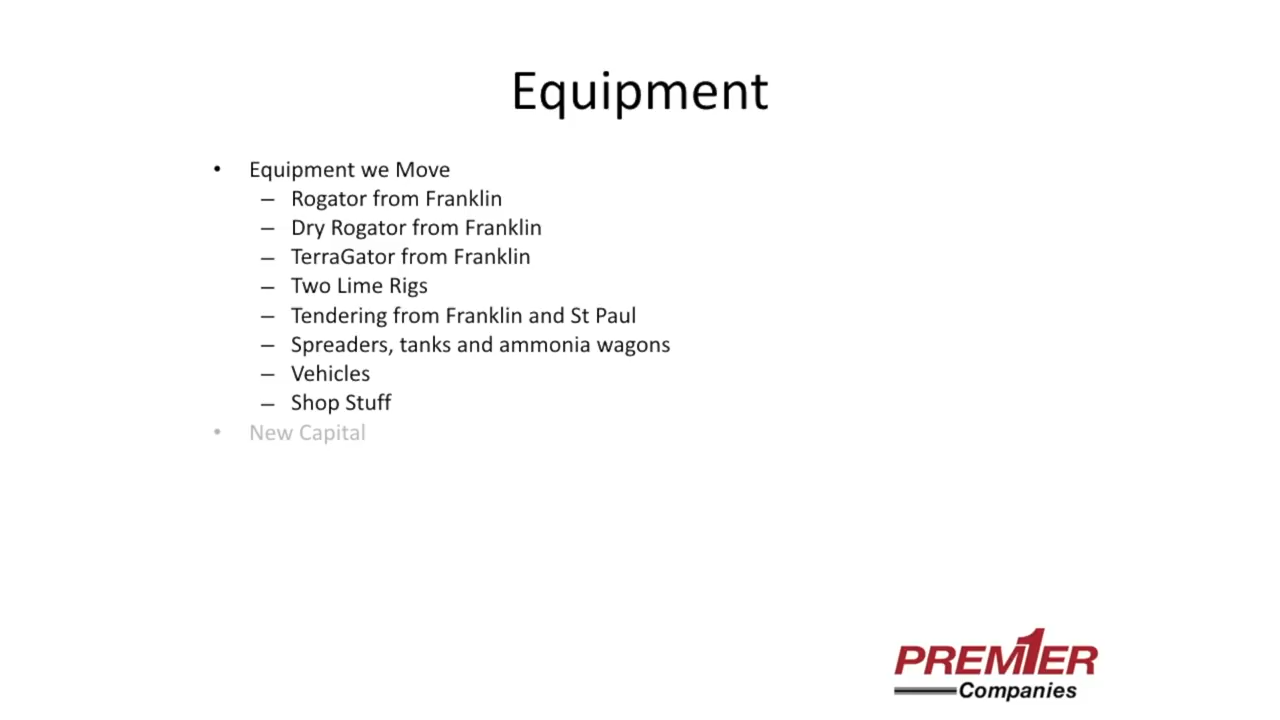 Equipment
• Equipment we Move
– Rogator from Franklin
– Dry Rogator from Franklin
– TerraGator from Franklin
– Two Lime Rigs
– Tendering from Franklin and St Paul
– Spreaders, tanks and ammonia wagons
– Vehicles
– Shop Stuff
• New Capital
PREM1ER
Companies